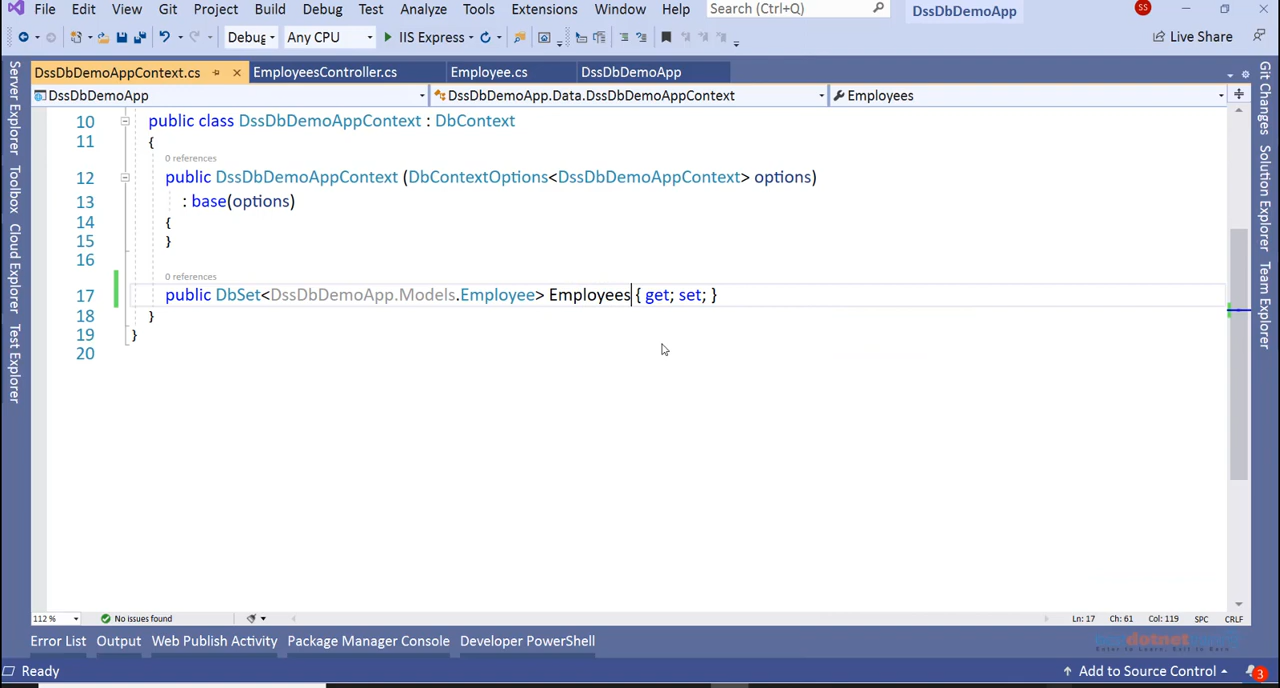 File Edit View Git Project Build Debug Test Analyze Tools Extensions Window Help Search (Ctrl+Q) DssDbDemoApp SS
Debug Any CPU IIS Express Live Share
DssDbDemoAppContext.cs EmployeesController.cs Employee.cs DssDbDemoApp
DssDbDemoApp DssDbDemoApp.Data.DssDbDemoAppContext Employees
Server Explorer
Toolbox
Cloud Explorer
Test Explorer
10 public class DssDbDemoAppContext : DbContext
11 {
0 references
12 public DssDbDemoAppContext (DbContextOptions<DssDbDemoAppContext> options)
13 : base(options)
14 {
15 }
16
0 references
17 public DbSet<DssDbDemoApp.Models.Employee> Employees { get; set; }
18 }
19 }
20
Git Changes
Solution Explorer
Team Explorer
112 % No issues found Ln: 17 Ch: 61 Col: 119 SPC CRLF
Error List Output Web Publish Activity Package Manager Console Developer PowerShell
dotnet
Ready Add to Source Control 3